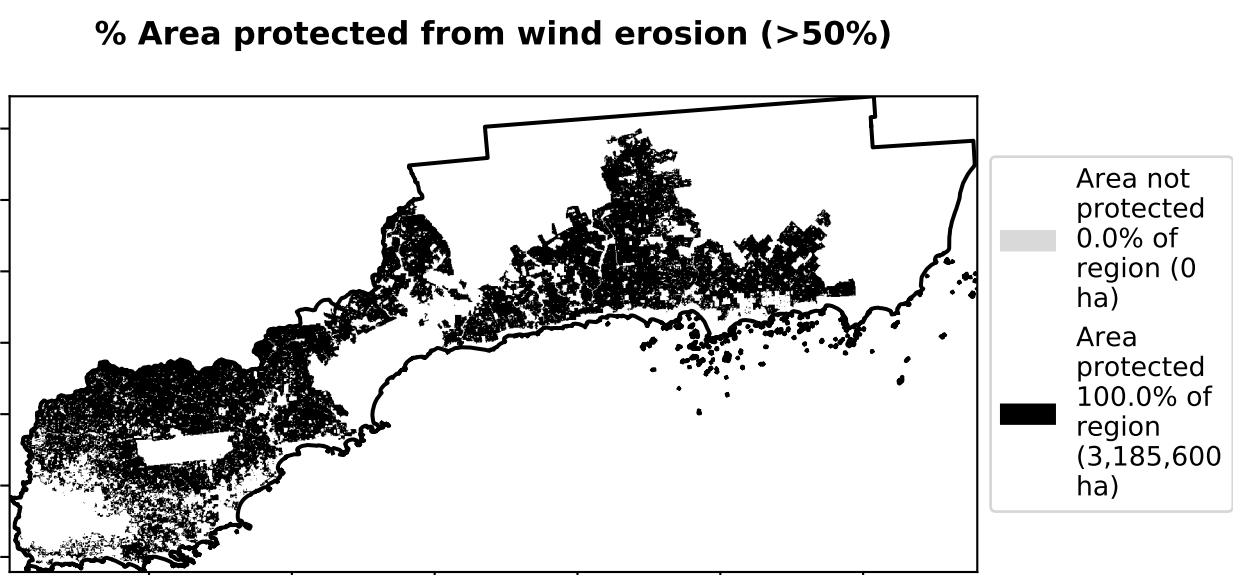 % Area protected from wind erosion (>50%)
Area not
protected
0.0% of
region (0
ha)
Area
protected
100.0% of
region
(3,185,600
ha)